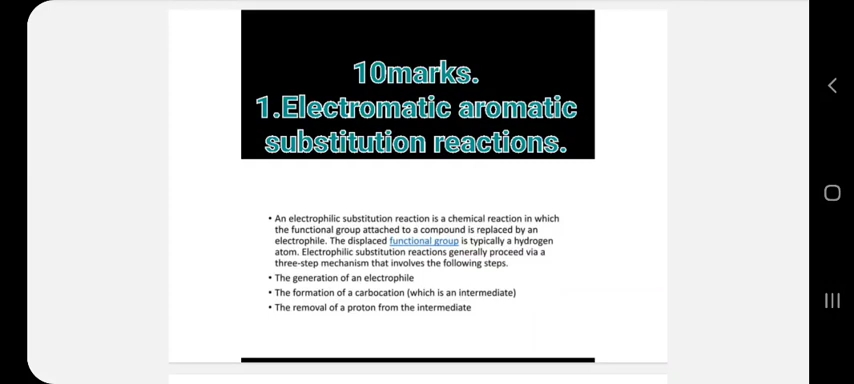 10marks.
1.Electromatic aromatic
substitution reactions.
• An electrophilic substitution reaction is a chemical reaction in which
the functional group attached to a compound is replaced by an
electrophile. The displaced functional group is typically a hydrogen
atom. Electrophilic substitution reactions generally proceed via a
three-step mechanism that involves the following steps.
• The generation of an electrophile
• The formation of a carbocation (which is an intermediate)
• The removal of a proton from the intermediate